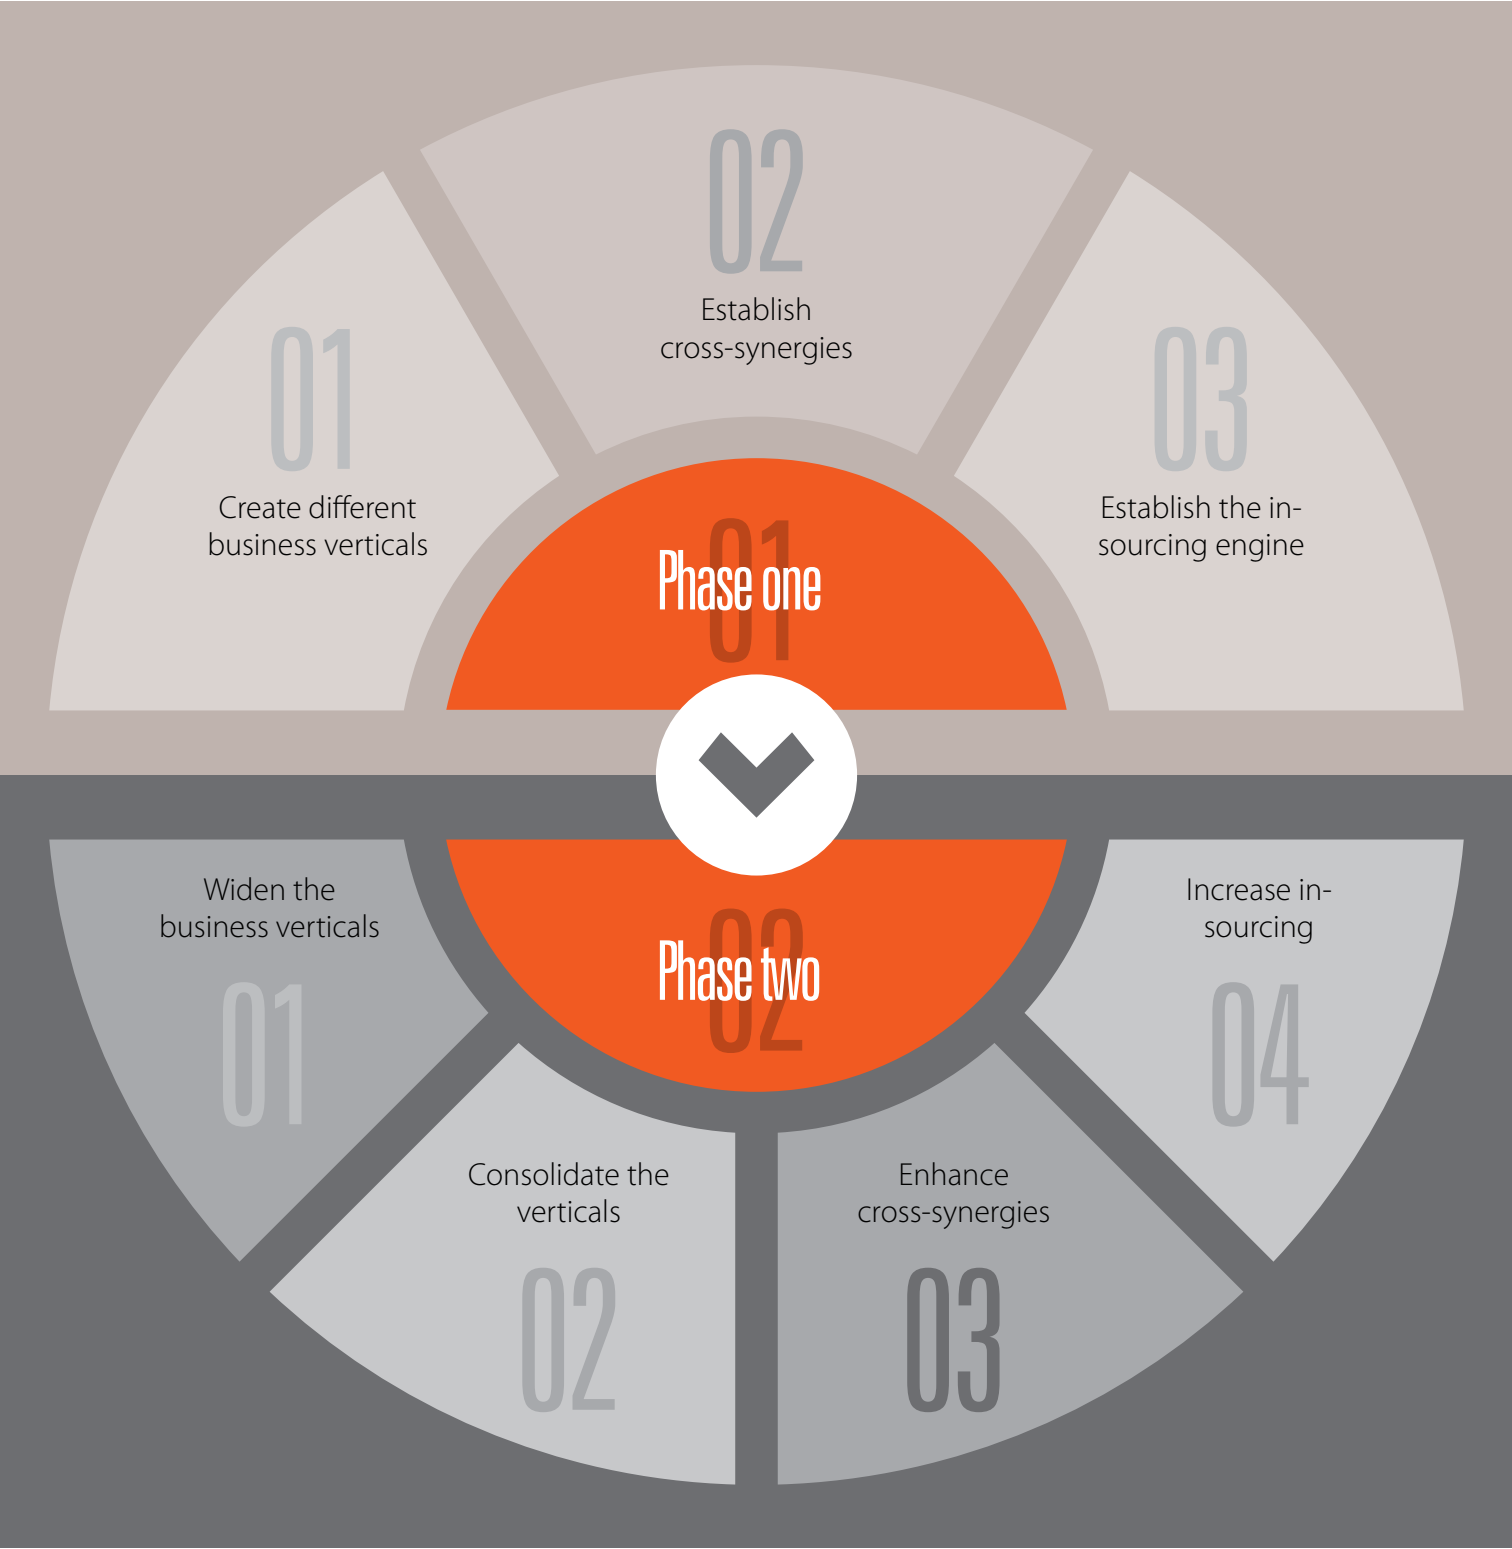 02
Establish
cross-synergies
01
Create different
business verticals
03
Establish the in-
sourcing engine
01
Phase one
02
Phase two
Widen the
business verticals
01
Consolidate the
verticals
02
Enhance
cross-synergies
03
Increase in-
sourcing
04